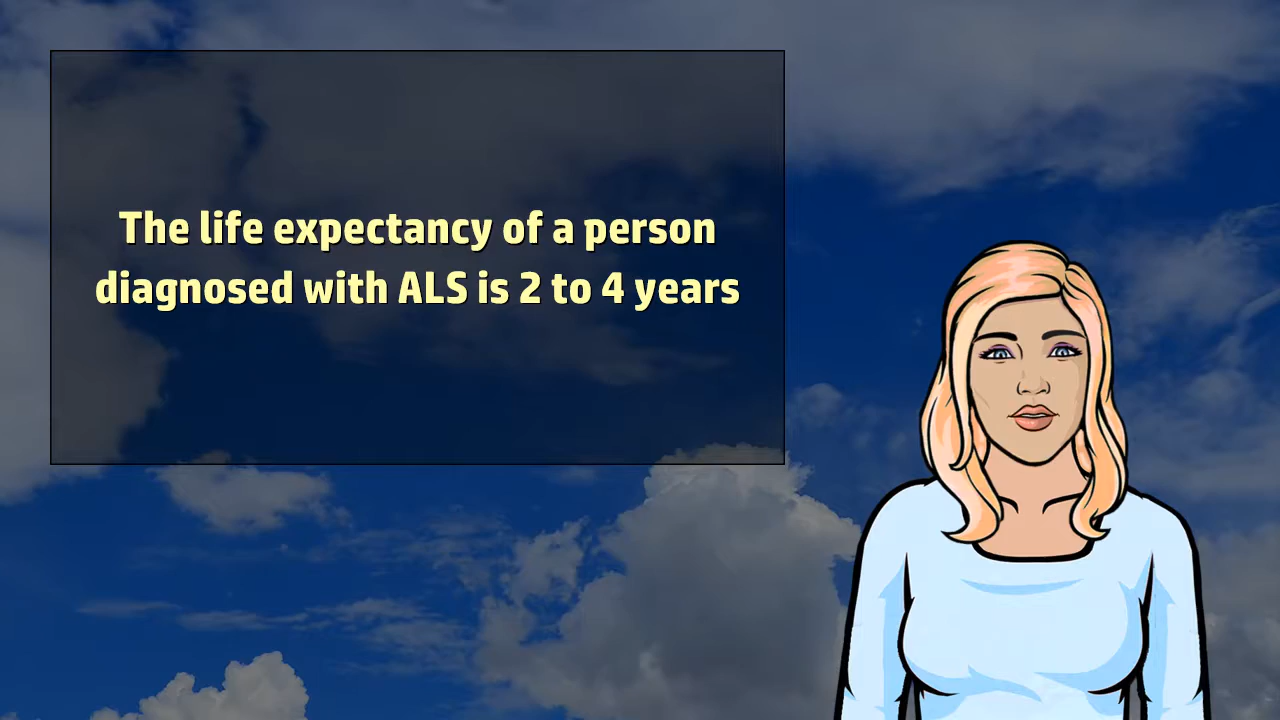 The life expectancy of a person
diagnosed with ALS is 2 to 4 years